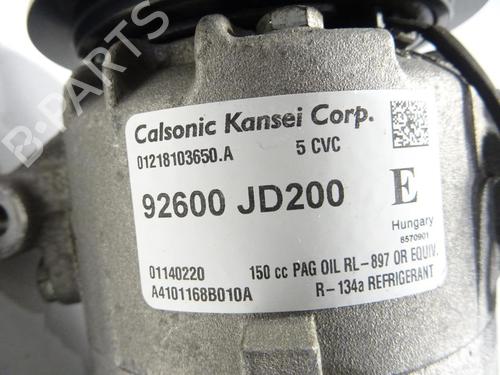 Calsonic Kansei Corp.
01218103650.A 5 CVC
92600 JD200 E
Hungary
8570901
01140220 150 cc PAG OIL RL-897 OR EQUIV.
A4101168B010A R-134a REFRIGERANT
B-PARTS